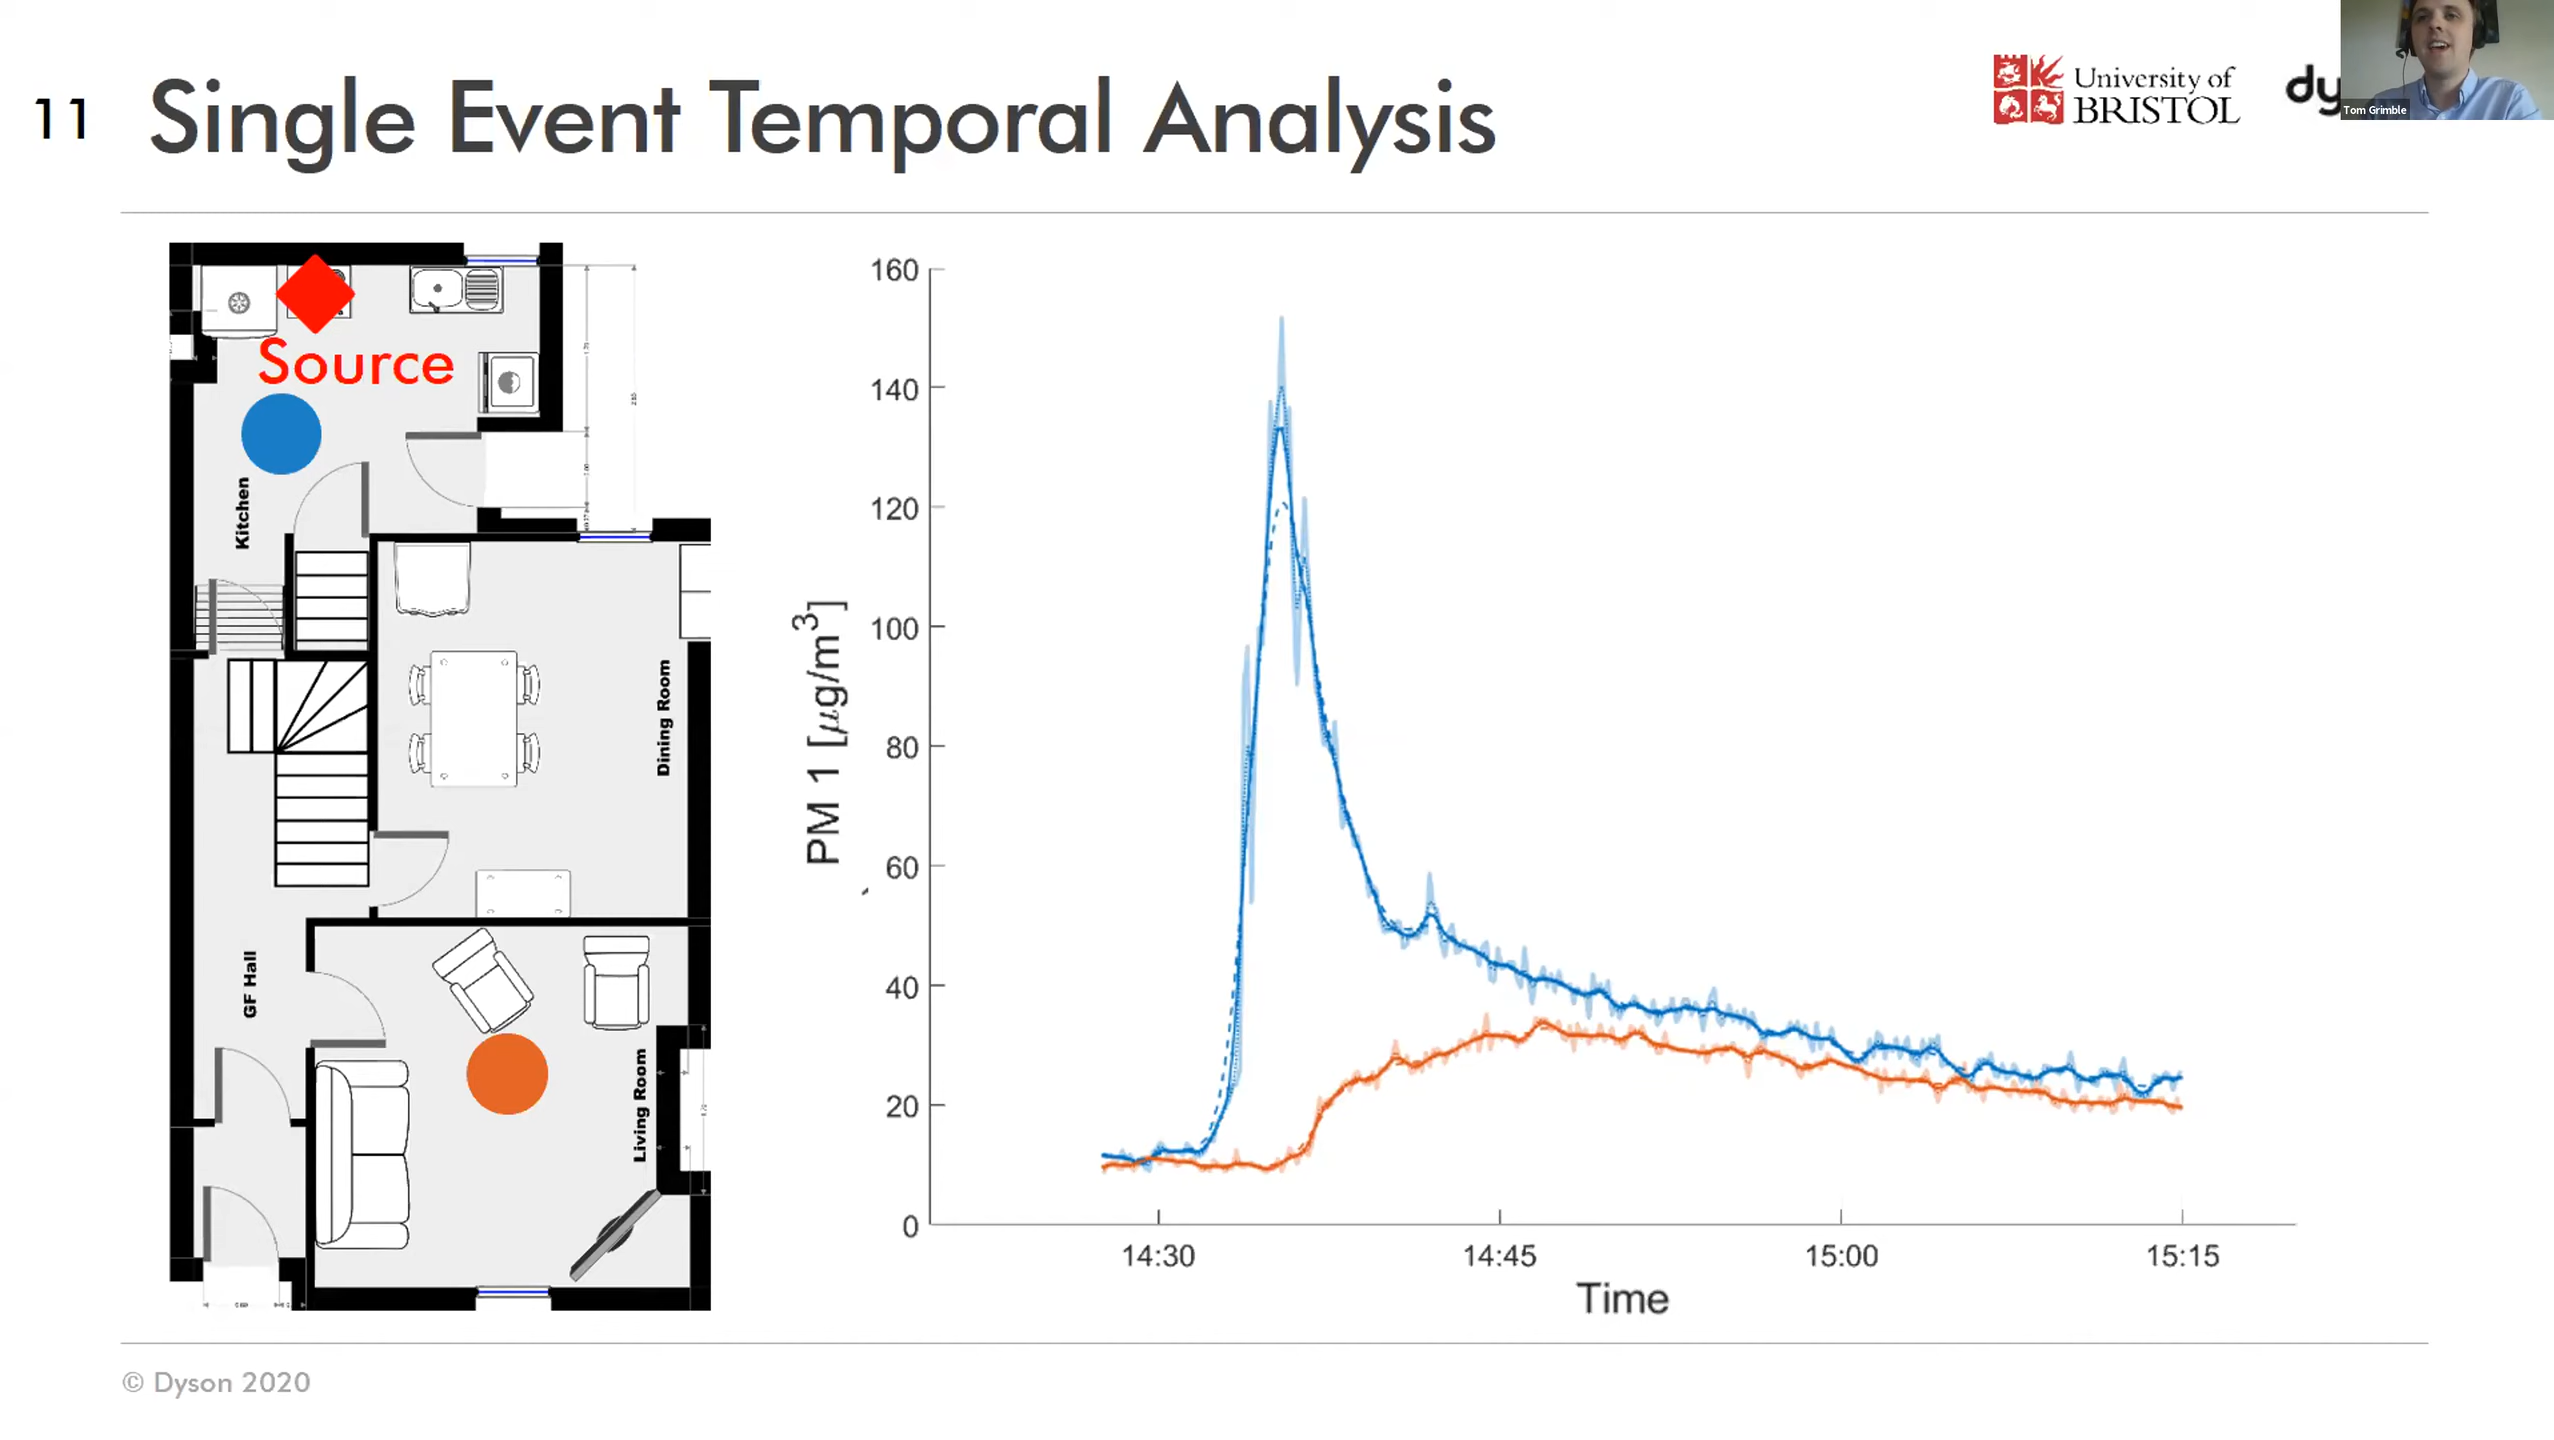 11 Single Event Temporal Analysis
University of
BRISTOL
dy
Tom Grimble
Source
Kitchen
Dining Room
GF Hall
Living Room
PM 1 [μg/m³]
160
140
120
100
80
60
40
20
0
14:30 14:45 15:00 15:15
Time
© Dyson 2020